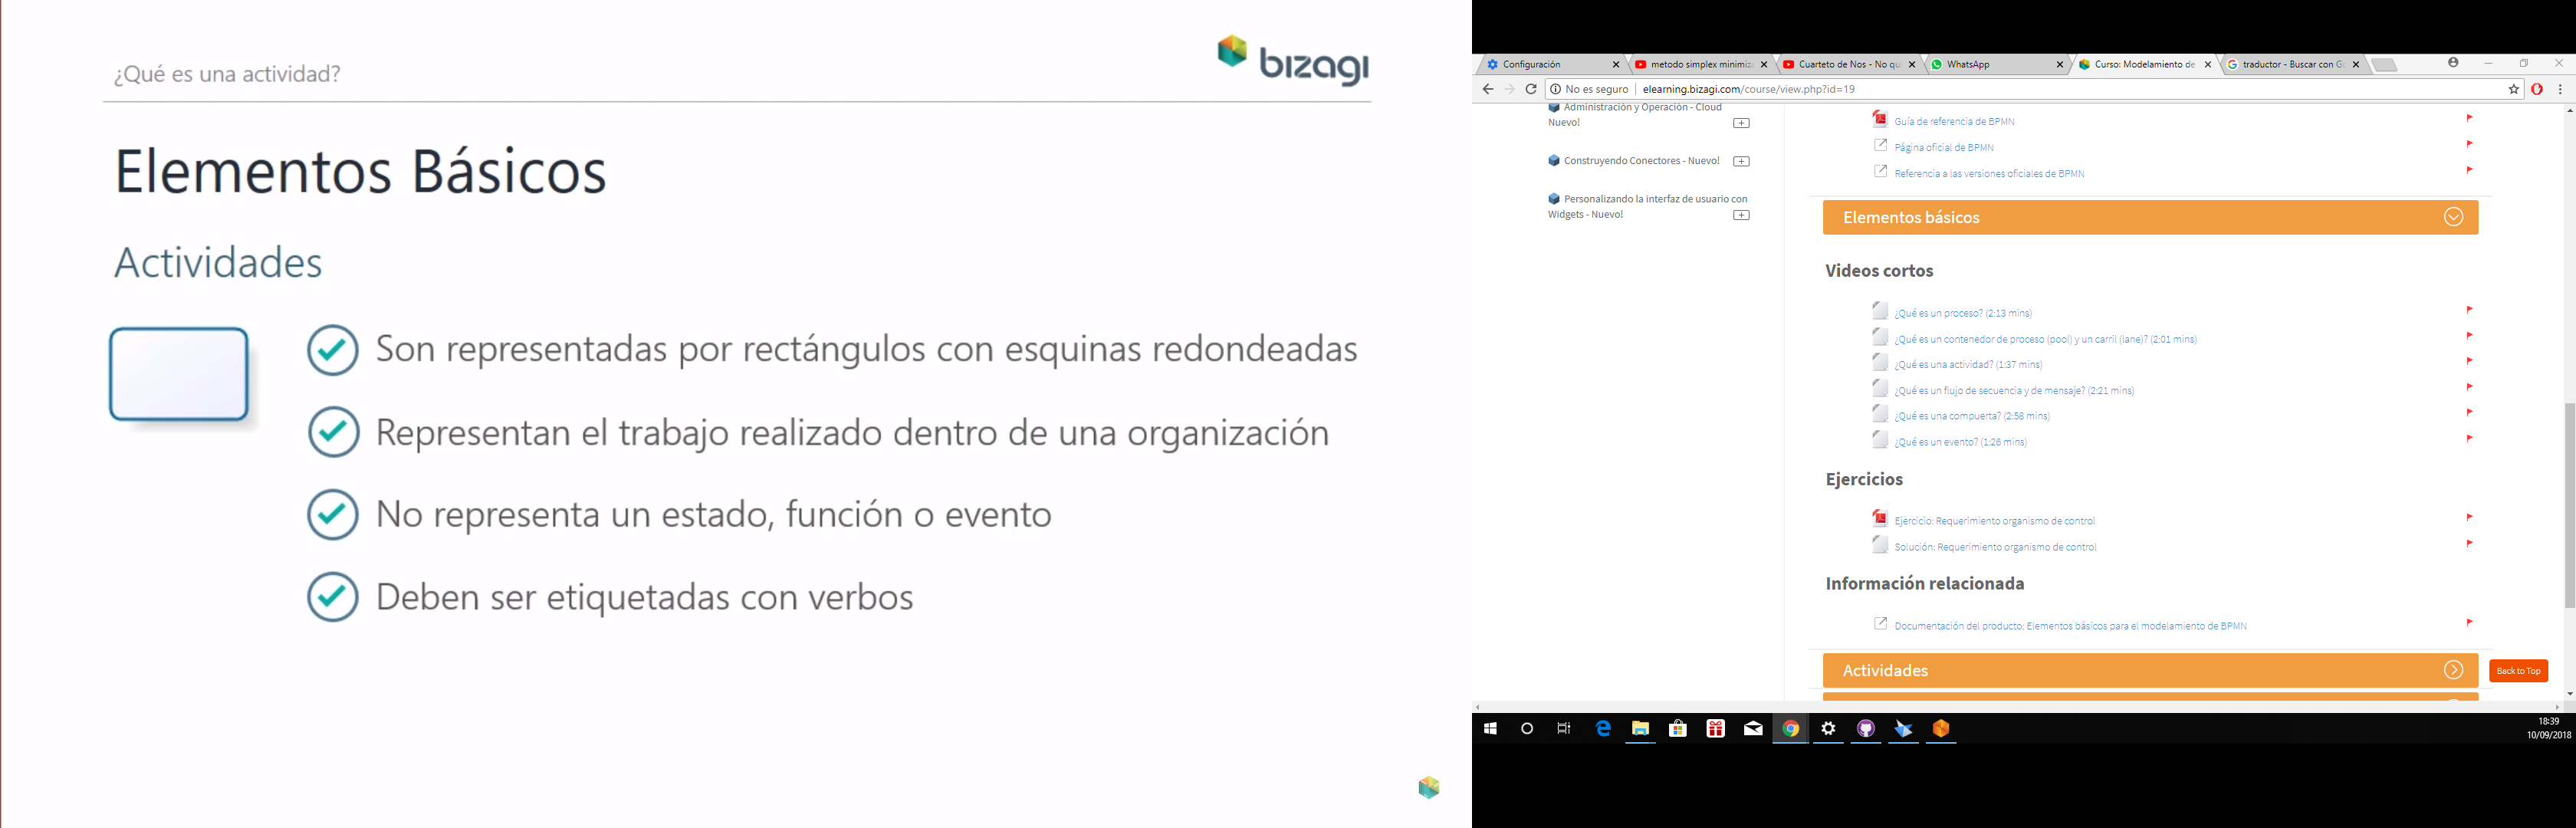 ¿Qué es una actividad?
bizagi
Elementos Básicos
Actividades
Son representadas por rectángulos con esquinas redondeadas
Representan el trabajo realizado dentro de una organización
No representa un estado, función o evento
Deben ser etiquetadas con verbos
Configuración
metodo simplex minimiz
Cuarteto de Nos - No qu
WhatsApp
Curso: Modelamiento de
traductor - Buscar con Go
No es seguro
elearning.bizagi.com/course/view.php?id=19
Administración y Operación - Cloud
Nuevo!
Construyendo Conectores - Nuevo!
Personalizando la interfaz de usuario con
Widgets - Nuevo!
Guía de referencia de BPMN
Página oficial de BPMN
Referencia a las versiones oficiales de BPMN
Elementos básicos
Videos cortos
¿Qué es un proceso? (2:13 mins)
¿Qué es un contenedor de proceso (pool) y un carril (lane)? (2:01 mins)
¿Qué es una actividad? (1:37 mins)
¿Qué es un flujo de secuencia y de mensaje? (2:21 mins)
¿Qué es una compuerta? (2:58 mins)
¿Qué es un evento? (1:26 mins)
Ejercicios
Ejercicio: Requerimiento organismo de control
Solución: Requerimiento organismo de control
Información relacionada
Documentación del producto: Elementos básicos para el modelamiento de BPMN
Actividades
Back to Top
18:39
10/09/2018